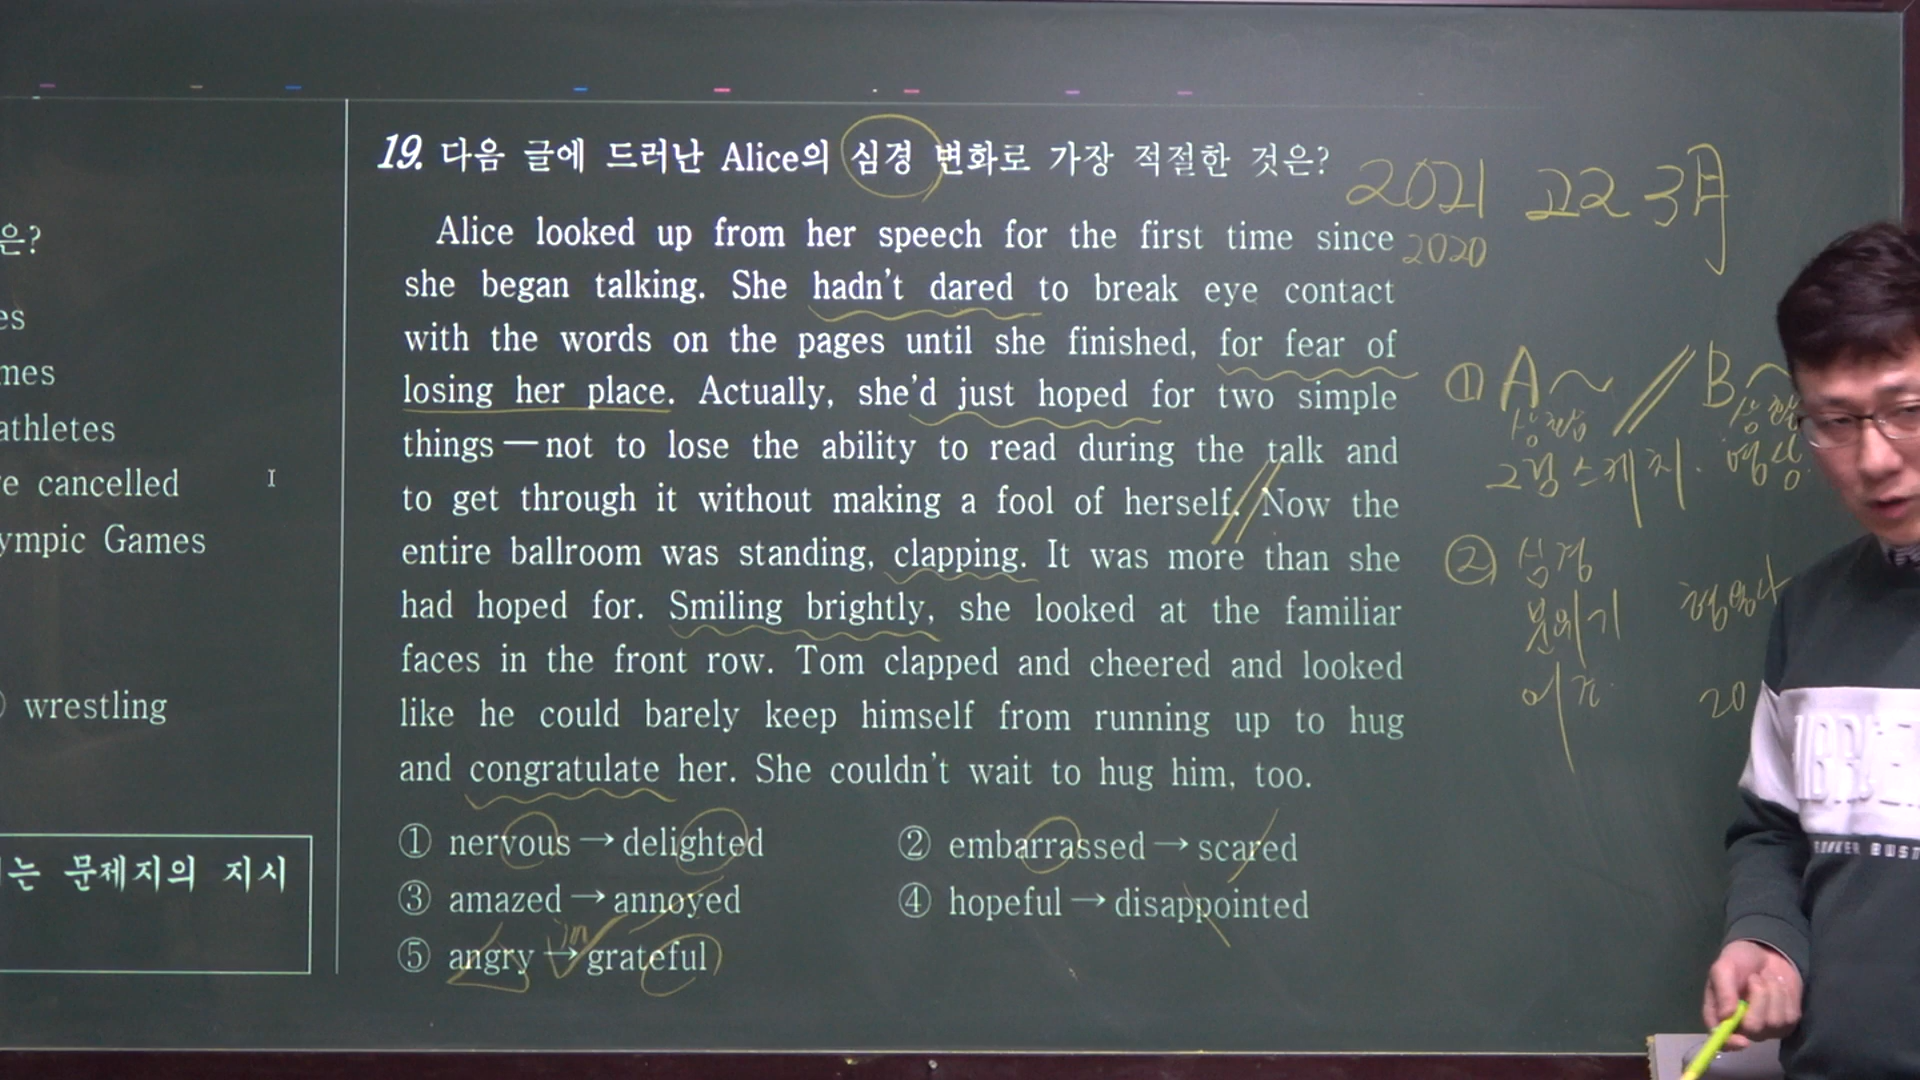 은?
es
mes
athletes
e cancelled
ympic Games
) wrestling
는 문제지의 지시
19. 다음 글에 드러난 Alice의 심경 변화로 가장 적절한 것은?
2021 고2 3月
2020
Alice looked up from her speech for the first time since
she began talking. She hadn't dared to break eye contact
with the words on the pages until she finished, for fear of
losing her place. Actually, she'd just hoped for two simple
things — not to lose the ability to read during the talk and
to get through it without making a fool of herself. Now the
entire ballroom was standing, clapping. It was more than she
had hoped for. Smiling brightly, she looked at the familiar
faces in the front row. Tom clapped and cheered and looked
like he could barely keep himself from running up to hug
and congratulate her. She couldn't wait to hug him, too.
① nervous → delighted
② embarrassed → scared
③ amazed → annoyed
④ hopeful → disappointed
⑤ angry → grateful
in
① A~ // B~
② 심경
분위기
어조
20